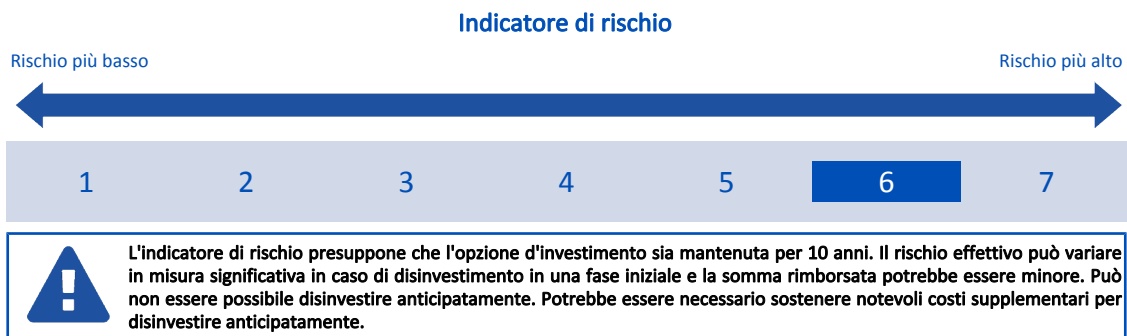 Indicatore di rischio
Rischio più basso Rischio più alto
1 2 3 4 5 6 7
L'indicatore di rischio presuppone che l'opzione d'investimento sia mantenuta per 10 anni. Il rischio effettivo può variare
in misura significativa in caso di disinvestimento in una fase iniziale e la somma rimborsata potrebbe essere minore. Può
non essere possibile disinvestire anticipatamente. Potrebbe essere necessario sostenere notevoli costi supplementari per
disinvestire anticipatamente.